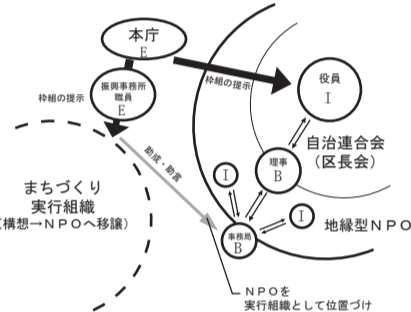 本庁
E
枠組の提示
役員
I
振興事務所
職員
E
枠組の提示
自治連合会
(区長会)
助成・助言
理事
B
I
まちづくり
実行組織
(構想→NPOへ移譲)
I
地縁型NPO
事務局
B
NPOを
実行組織として位置づけ